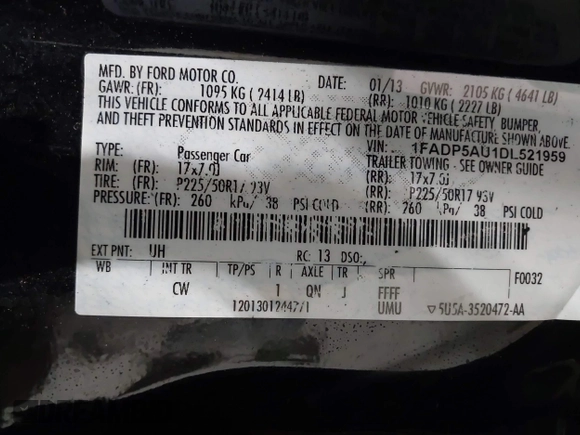 MFD. BY FORD MOTOR CO.
DATE: 01/13 GVWR: 2105 KG ( 4641 LB)
GAWR: (FR): 1095 KG ( 2414 LB) (RR): 1010 KG ( 2227 LB)
THIS VEHICLE CONFORMS TO ALL APPLICABLE FEDERAL MOTOR VEHICLE SAFETY, BUMPER,
AND THEFT PREVENTION STANDARDS IN EFFECT ON THE DATE OF MANUFACTURE SHOWN ABOVE.
VIN: 1FADP5AU1DL521959
TYPE: Passenger Car TRAILER TOWING - SEE OWNER GUIDE
RIM: (FR): 17x7.0J (RR): 17x7.0J
TIRE: (FR): P225/50R17 93V (RR): P225/50R17 93V
PRESSURE: (FR): 260 kPa/ 38 PSI COLD (RR): 260 kPa/ 38 PSI COLD
EXT PNT: UH RC: 13 DSO: F0032
WB INT TR TP/PS R AXLE TR SPR
CW 1 QN J FFFF
UMU 5U5A-3520472-AA